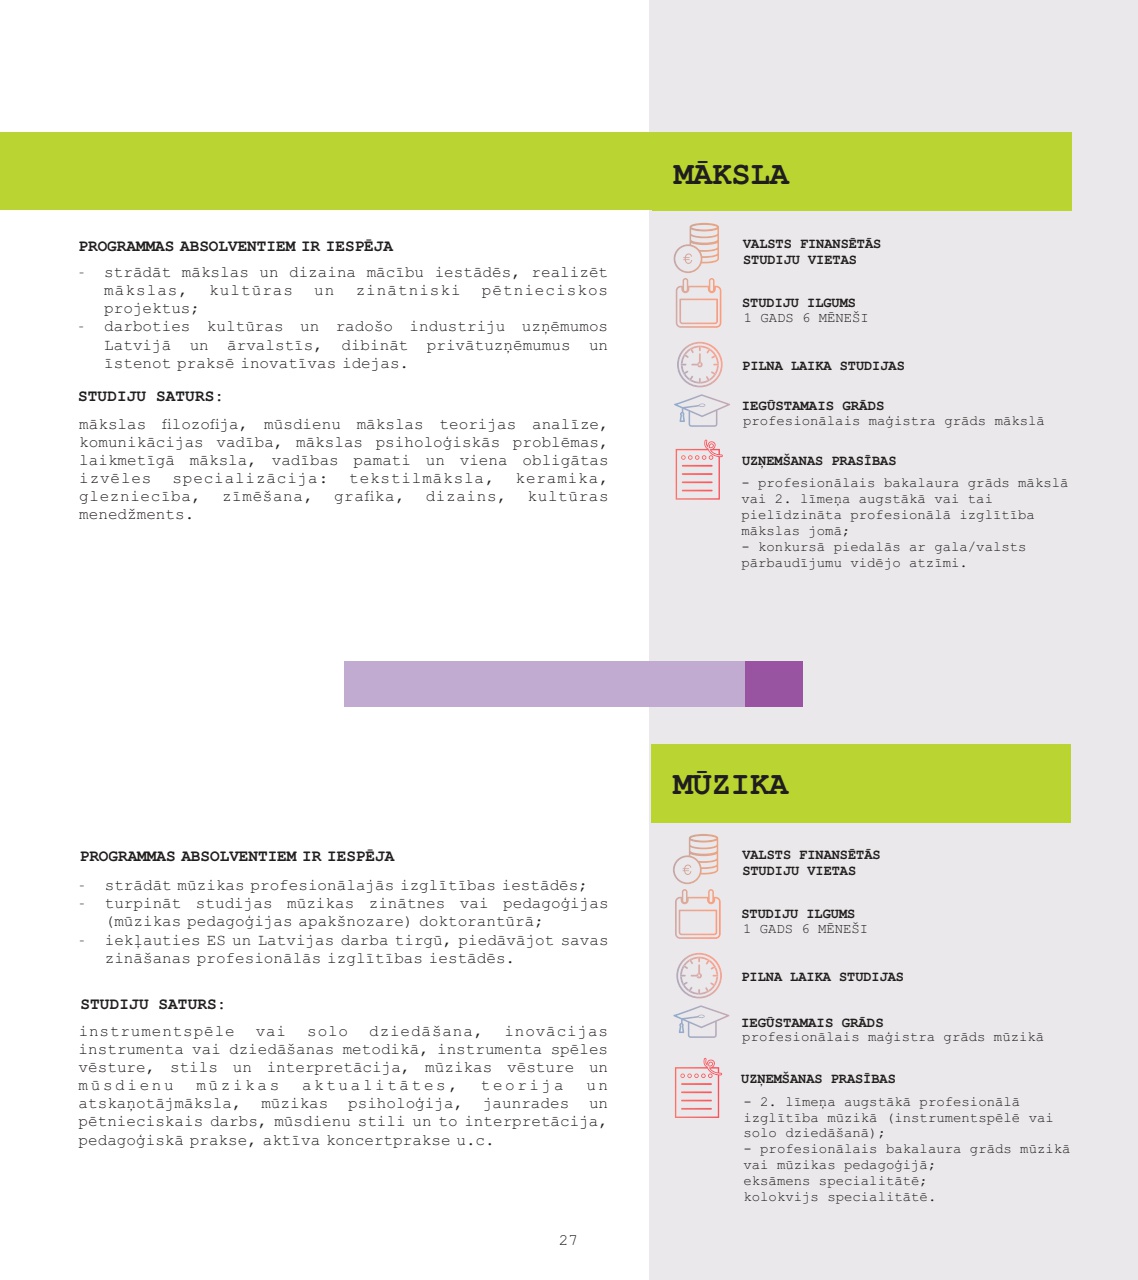 MĀKSLA
PROGRAMMAS ABSOLVENTIEM IR IESPĒJA
- strādāt mākslas un dizaina mācību iestādēs, realizēt
mākslas, kultūras un zinātniski pētnieciskos
projektus;
- darboties kultūras un radošo industriju uzņēmumos
Latvijā un ārvalstīs, dibināt privātuzņēmumus un
īstenot praksē inovatīvas idejas.
STUDIJU SATURS:
mākslas filozofija, mūsdienu mākslas teorijas analīze,
komunikācijas vadība, mākslas psiholoģiskās problēmas,
laikmetīgā māksla, vadības pamati un viena obligātas
izvēles specializācija: tekstilmāksla, keramika,
glezniecība, zīmēšana, grafika, dizains, kultūras
menedžments.
VALSTS FINANSĒTĀS
STUDIJU VIETAS
STUDIJU ILGUMS
1 GADS 6 MĒNEŠI
PILNA LAIKA STUDIJAS
IEGŪSTAMAIS GRĀDS
profesionālais maģistra grāds mākslā
UZŅEMŠANAS PRASĪBAS
- profesionālais bakalaura grāds mākslā
vai 2. līmeņa augstākā vai tai
pielīdzināta profesionālā izglītība
mākslas jomā;
- konkursā piedalās ar gala/valsts
pārbaudījumu vidējo atzīmi.
MŪZIKA
PROGRAMMAS ABSOLVENTIEM IR IESPĒJA
- strādāt mūzikas profesionālajās izglītības iestādēs;
- turpināt studijas mūzikas zinātnes vai pedagoģijas
(mūzikas pedagoģijas apakšnozare) doktorantūrā;
- iekļauties ES un Latvijas darba tirgū, piedāvājot savas
zināšanas profesionālās izglītības iestādēs.
STUDIJU SATURS:
instrumentspēle vai solo dziedāšana, inovācijas
instrumenta vai dziedāšanas metodikā, instrumenta spēles
vēsture, stils un interpretācija, mūzikas vēsture un
mūsdienu mūzikas aktualitātes, teorija un
atskaņotājmāksla, mūzikas psiholoģija, jaunrades un
pētnieciskais darbs, mūsdienu stili un to interpretācija,
pedagoģiskā prakse, aktīva koncertprakse u.c.
VALSTS FINANSĒTĀS
STUDIJU VIETAS
STUDIJU ILGUMS
1 GADS 6 MĒNEŠI
PILNA LAIKA STUDIJAS
IEGŪSTAMAIS GRĀDS
profesionālais maģistra grāds mūzikā
UZŅEMŠANAS PRASĪBAS
- 2. līmeņa augstākā profesionālā
izglītība mūzikā (instrumentspēlē vai
solo dziedāšanā);
- profesionālais bakalaura grāds mūzikā
vai mūzikas pedagoģijā;
eksāmens specialitātē;
kolokvijs specialitātē.
27